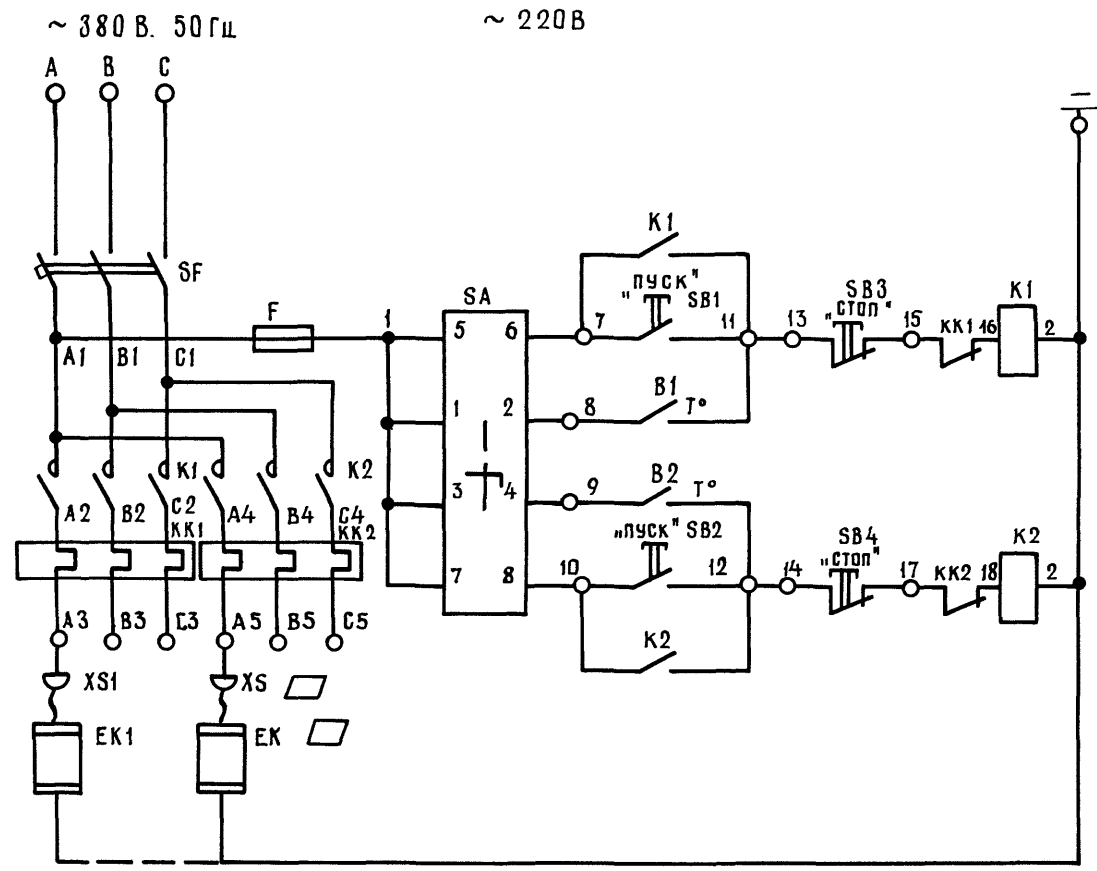 ~ 380 В. 50 Гц
~ 220 В
A B C
SF
F
1
SA
5 6
1 2
3 4
7 8
K1
"ПУСК" SB1
7
11
13
SB3
"СТОП"
15
KK1
16
K1
2
8
B1
T°
9
B2
T°
"ПУСК" SB2
10
12
14
SB4
"СТОП"
17
KK2
18
K2
2
K2
A1 B1 C1
K1
K2
A2 B2 C2 A4 B4 C4
KK1
KK2
A3 B3 C3 A5 B5 C5
XS1
XS
EK1
EK